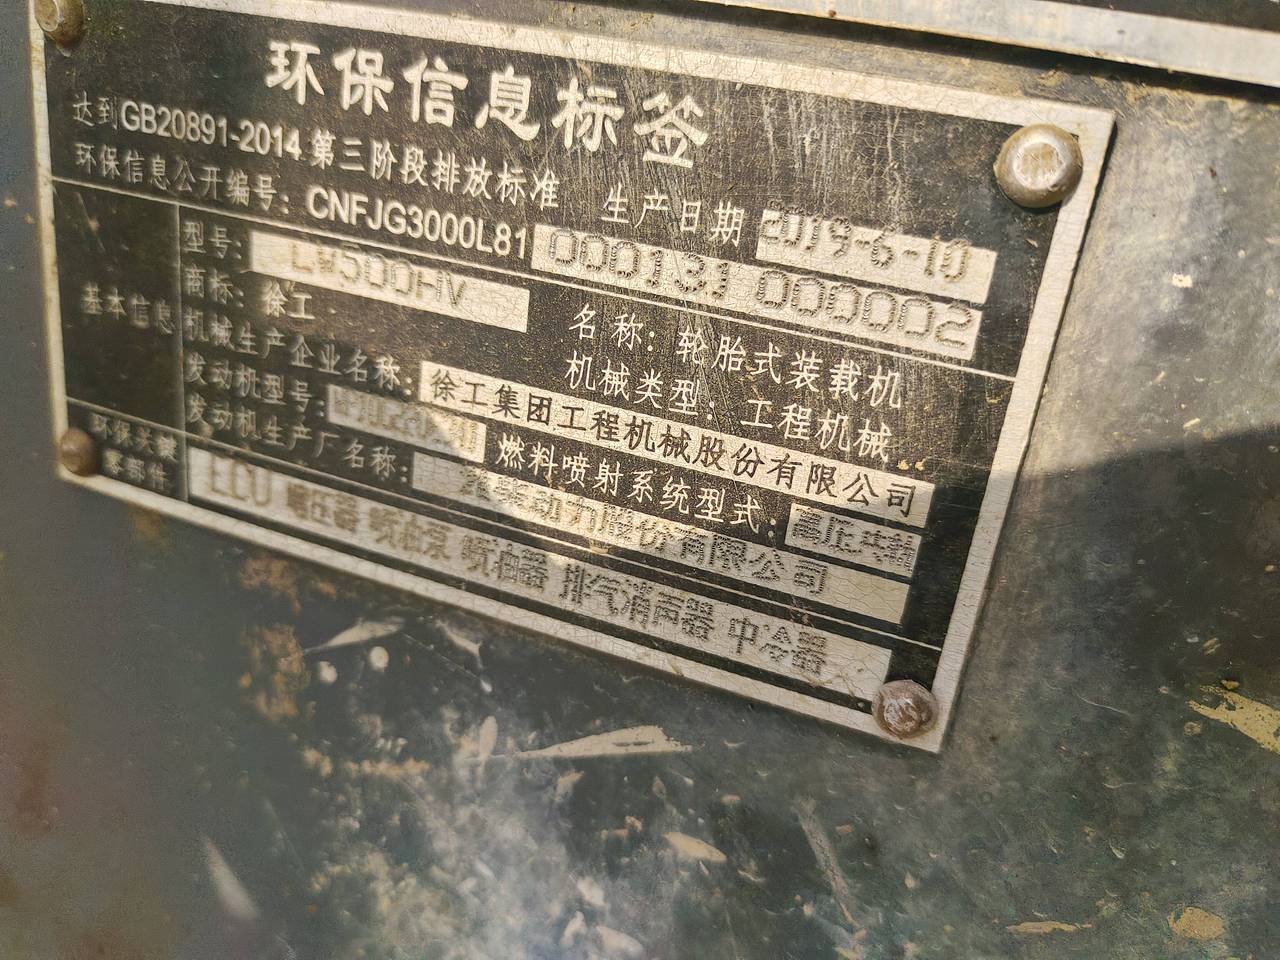 环保信息标签
达到GB20891-2014 第三阶段排放标准 生产日期 2019-6-10
环保信息公开编号：CNFJG3000L81 000131 000002
基本信息
型号：LW500HV 名称：轮胎式装载机
商标：徐工 机械类型：工程机械
机械生产企业名称：徐工集团工程机械股份有限公司
发动机型号： 燃料喷射系统型式：高压共轨
发动机生产厂名称： 动力股份有限公司
环保关键零部件
ECU 增压器 喷油泵 喷油器 排气消声器 中冷器